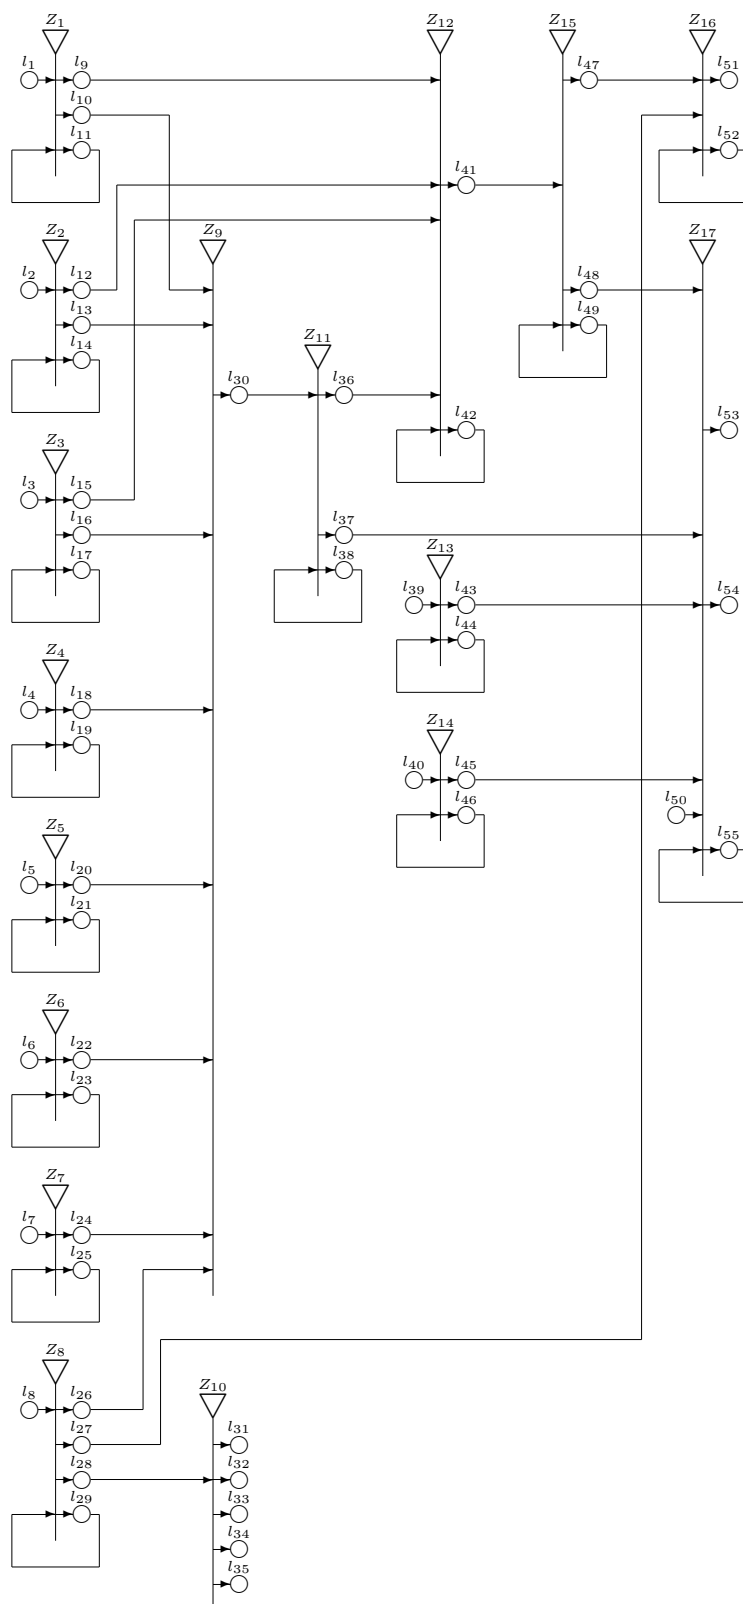 Z₁ Z₁₂ Z₁₅ Z₁₆
l₁ l₉ l₄₇ l₅₁
l₁₀
l₁₁ l₅₂
l₄₁
Z₂ Z₉ Z₁₇
l₂ l₁₂ l₄₈
l₁₃ l₄₉
l₁₄ Z₁₁
l₃₀ l₃₆
l₄₂ l₅₃
Z₃
l₃ l₁₅
l₁₆ l₃₇
l₁₇ l₃₈ Z₁₃
l₃₉ l₄₃ l₅₄
l₄₄
Z₄
l₄ l₁₈
l₁₉ Z₁₄
l₄₀ l₄₅
l₄₆ l₅₀
Z₅ l₅₅
l₅ l₂₀
l₂₁
Z₆
l₆ l₂₂
l₂₃
Z₇
l₇ l₂₄
l₂₅
Z₈
l₈ l₂₆ Z₁₀
l₂₇ l₃₁
l₂₈ l₃₂
l₂₉ l₃₃
l₃₄
l₃₅